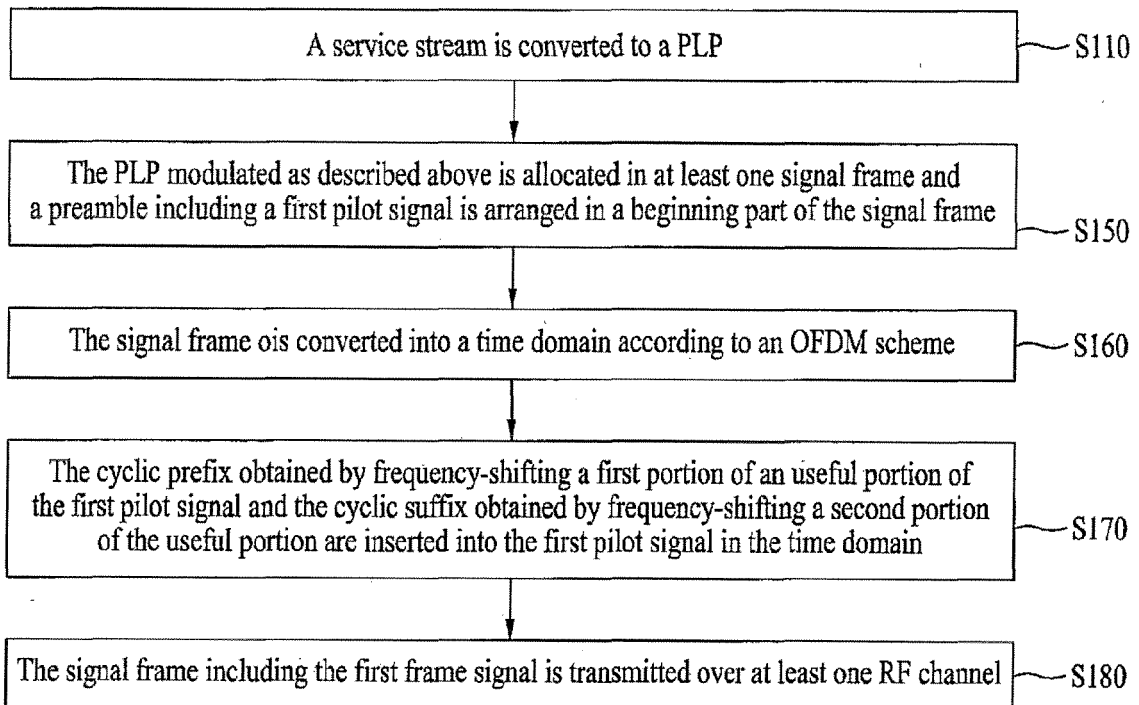 A service stream is converted to a PLP
S110
The PLP modulated as described above is allocated in at least one signal frame and
a preamble including a first pilot signal is arranged in a beginning part of the signal frame
S150
The signal frame ois converted into a time domain according to an OFDM scheme
S160
The cyclic prefix obtained by frequency-shifting a first portion of an useful portion of
the first pilot signal and the cyclic suffix obtained by frequency-shifting a second portion
of the useful portion are inserted into the first pilot signal in the time domain
S170
The signal frame including the first frame signal is transmitted over at least one RF channel
S180